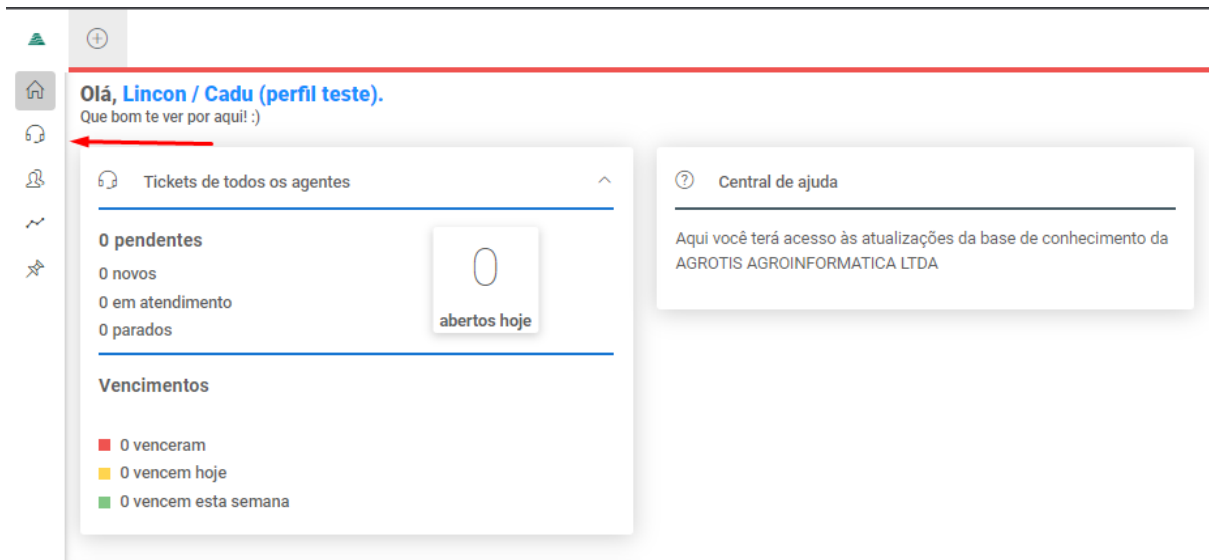 Olá, Lincon / Cadu (perfil teste).
Que bom te ver por aqui! :)
Tickets de todos os agentes
0 pendentes
0 novos
0 em atendimento
0 parados
0
abertos hoje
Vencimentos
0 venceram
0 vencem hoje
0 vencem esta semana
Central de ajuda
Aqui você terá acesso às atualizações da base de conhecimento da
AGROTIS AGROINFORMATICA LTDA